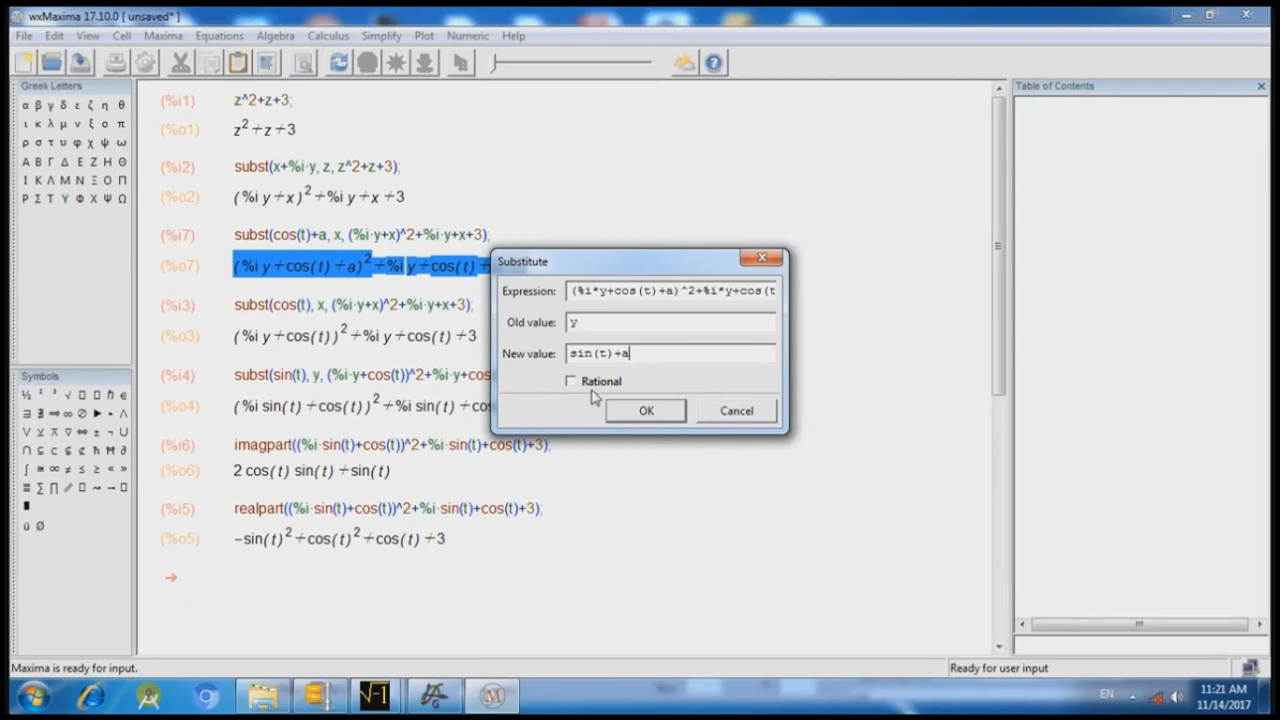 wxMaxima 17.10.0 [ unsaved* ]
File Edit View Cell Maxima Equations Algebra Calculus Simplify Plot Numeric Help
Greek Letters
α β γ δ ε ζ η θ
ι κ λ μ ν ξ ο π
ρ σ τ υ φ χ ψ ω
Α Β Γ Δ Ε Ζ Η Θ
Ι Κ Λ Μ Ν Ξ Ο Π
Ρ Σ Τ Υ Φ Χ Ψ Ω
Symbols
(%i1) z^2+z+3;
(%o1) z²+z+3
(%i2) subst(x+%i·y, z, z^2+z+3);
(%o2) (%i y+x)²+%i y+x+3
(%i7) subst(cos(t)+a, x, (%i·y+x)^2+%i·y+x+3);
(%o7) (%i y+cos(t)+a)²+%i y+cos(t)+
(%i3) subst(cos(t), x, (%i·y+x)^2+%i·y+x+3);
(%o3) (%i y+cos(t))²+%i y+cos(t)+3
(%i4) subst(sin(t), y, (%i·y+cos(t))^2+%i·y+cos
(%o4) (%i sin(t)+cos(t))²+%i sin(t)+cos
(%i6) imagpart((%i·sin(t)+cos(t))^2+%i·sin(t)+cos(t)+3);
(%o6) 2 cos(t) sin(t)+sin(t)
(%i5) realpart((%i·sin(t)+cos(t))^2+%i·sin(t)+cos(t)+3);
(%o5) -sin(t)²+cos(t)²+cos(t)+3
Substitute
Expression: (%i*y+cos(t)+a)^2+%i*y+cos(t
Old value: y
New value: sin(t)+a
Rational
OK Cancel
Table of Contents
Maxima is ready for input. Ready for user input
EN
11:21 AM
11/14/2017